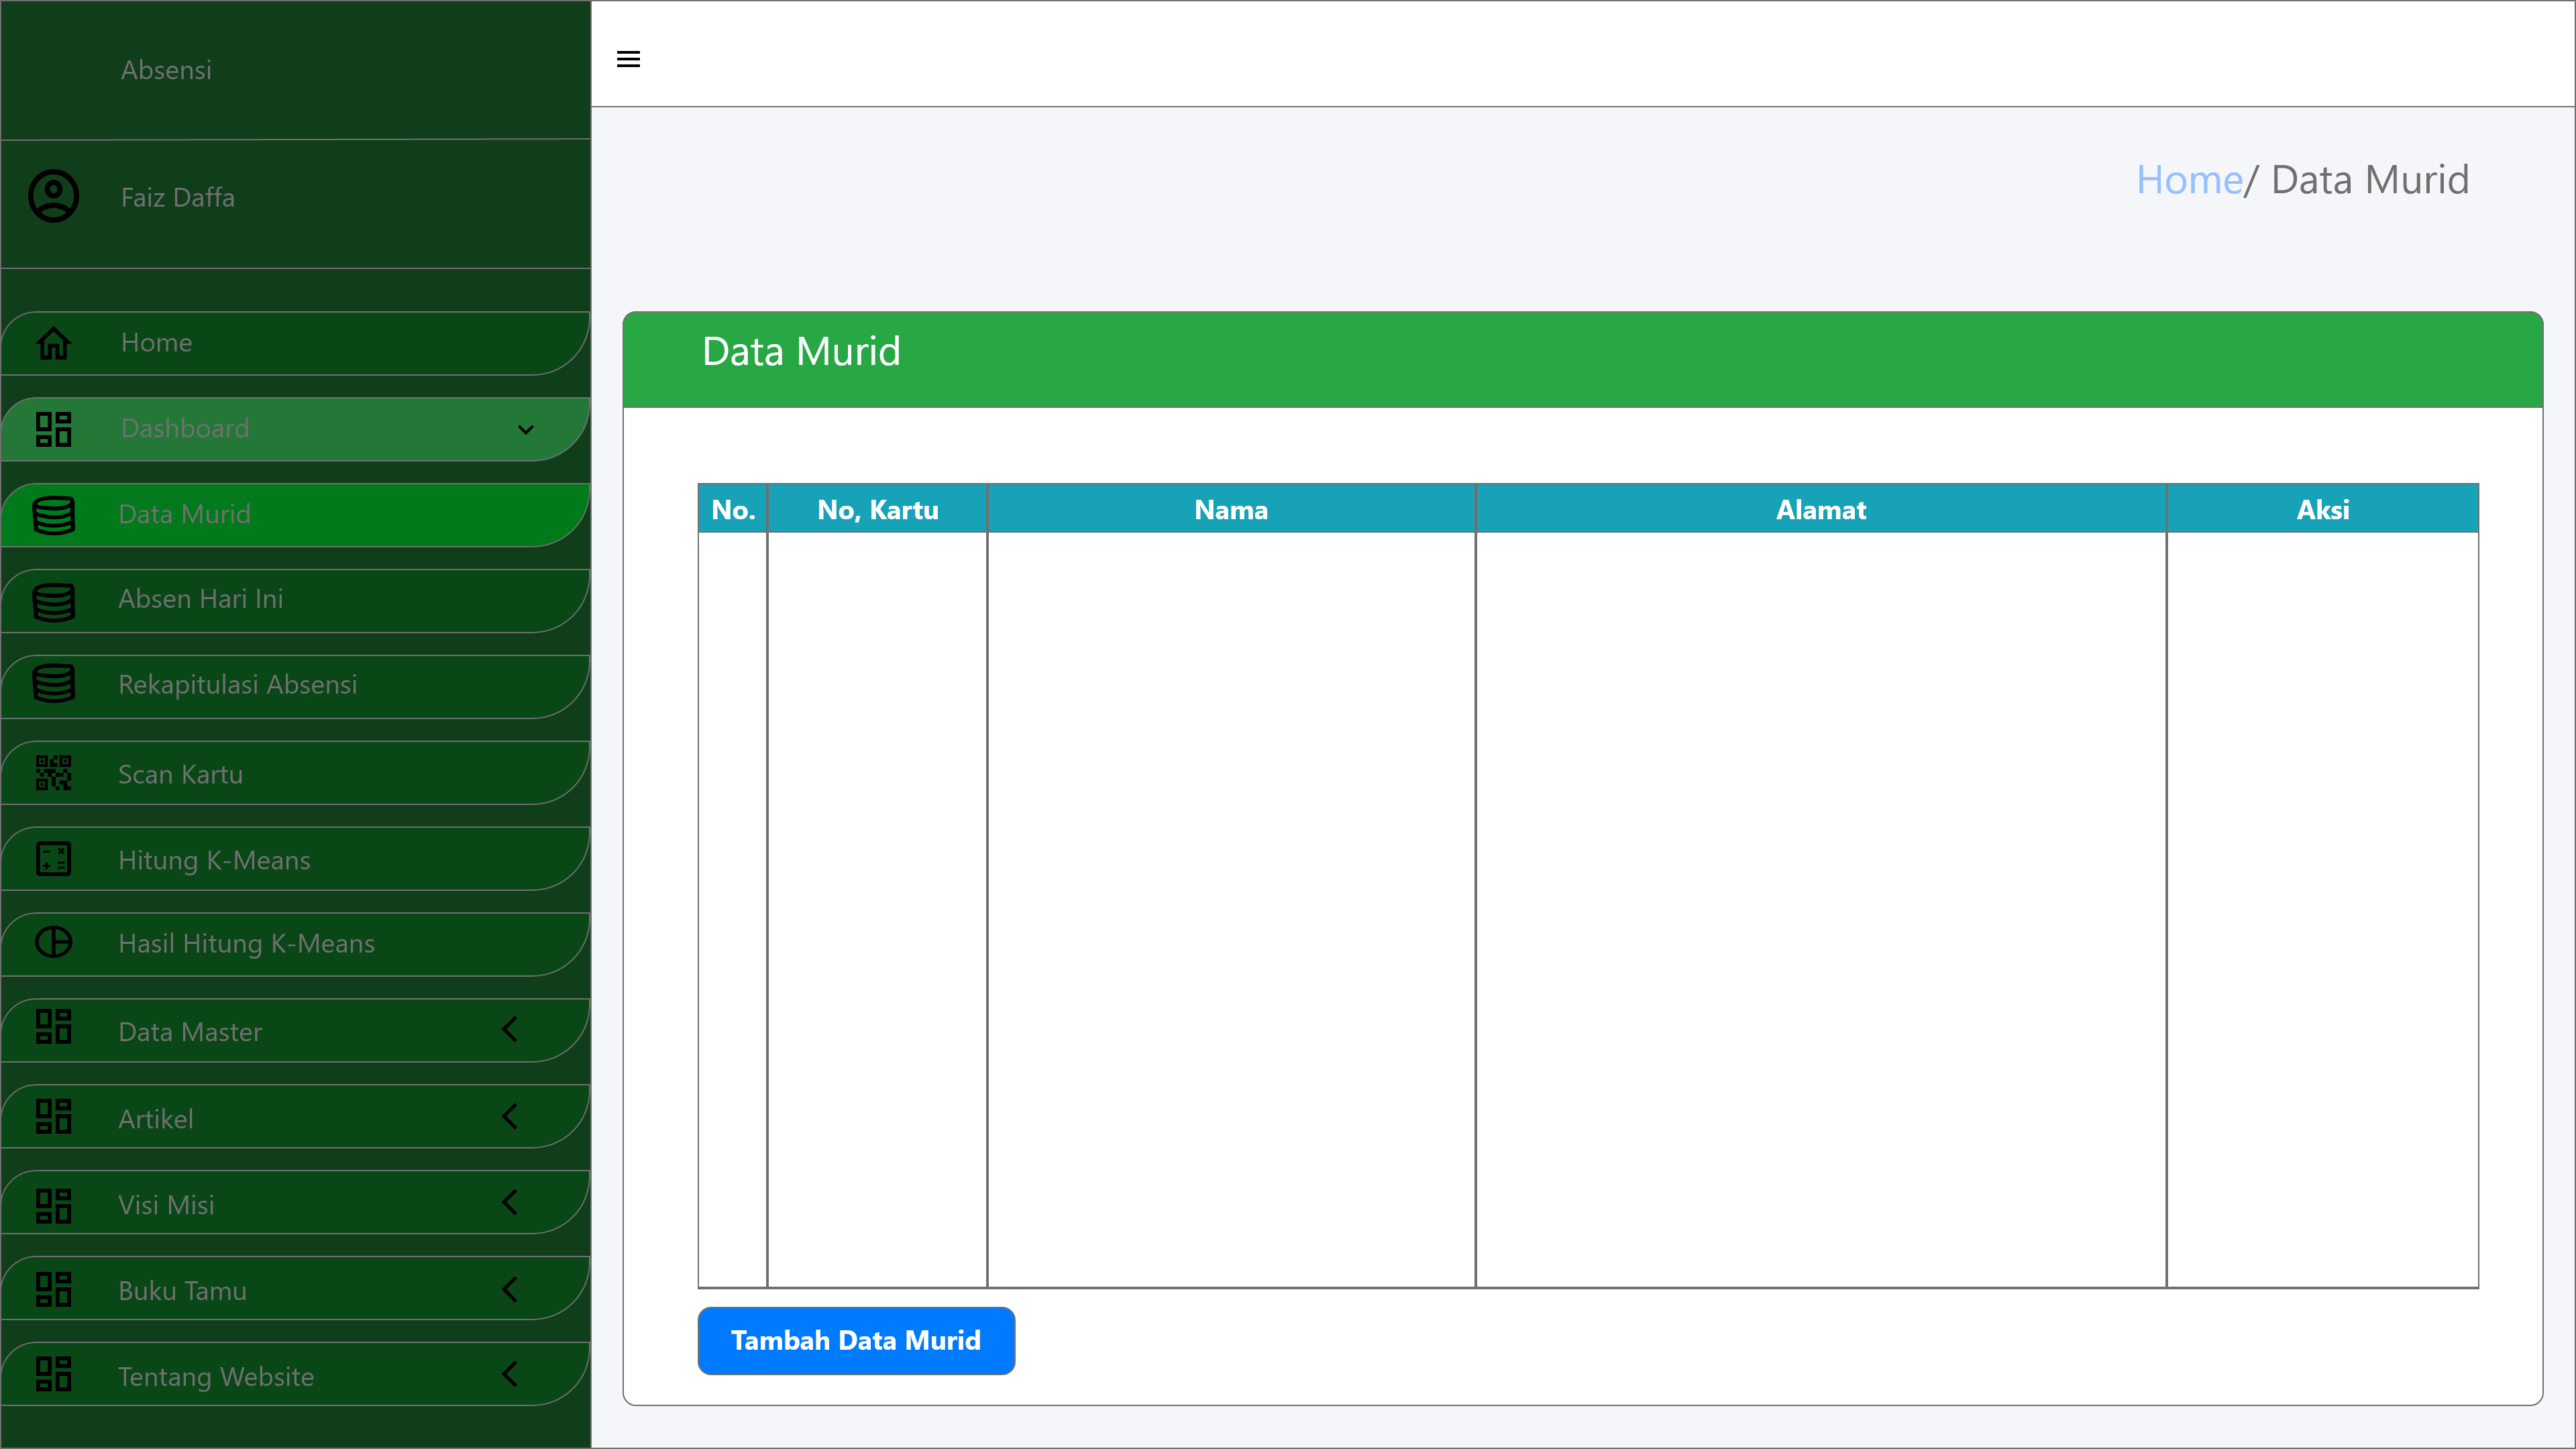 Absensi
Faiz Daffa
Home
Dashboard
Data Murid
Absen Hari Ini
Rekapitulasi Absensi
Scan Kartu
Hitung K-Means
Hasil Hitung K-Means
Data Master
Artikel
Visi Misi
Buku Tamu
Tentang Website
Home/ Data Murid
Data Murid
No. No, Kartu Nama Alamat Aksi
Tambah Data Murid